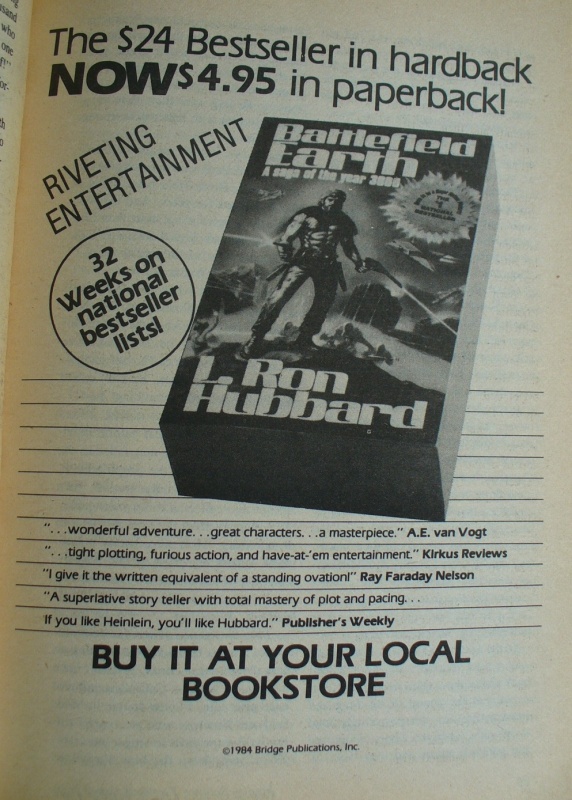 The $24 Bestseller in hardback
NOW $4.95 in paperback!
RIVETING
ENTERTAINMENT
32
Weeks on
national
bestseller
lists!
Battlefield
Earth
A saga of the year 3000
L. Ron
Hubbard
"...wonderful adventure...great characters...a masterpiece." A.E. van Vogt
"...tight plotting, furious action, and have-at-'em entertainment." Kirkus Reviews
"I give it the written equivalent of a standing ovation!" Ray Faraday Nelson
"A superlative story teller with total mastery of plot and pacing...
If you like Heinlein, you'll like Hubbard." Publisher's Weekly
BUY IT AT YOUR LOCAL
BOOKSTORE
©1984 Bridge Publications, Inc.